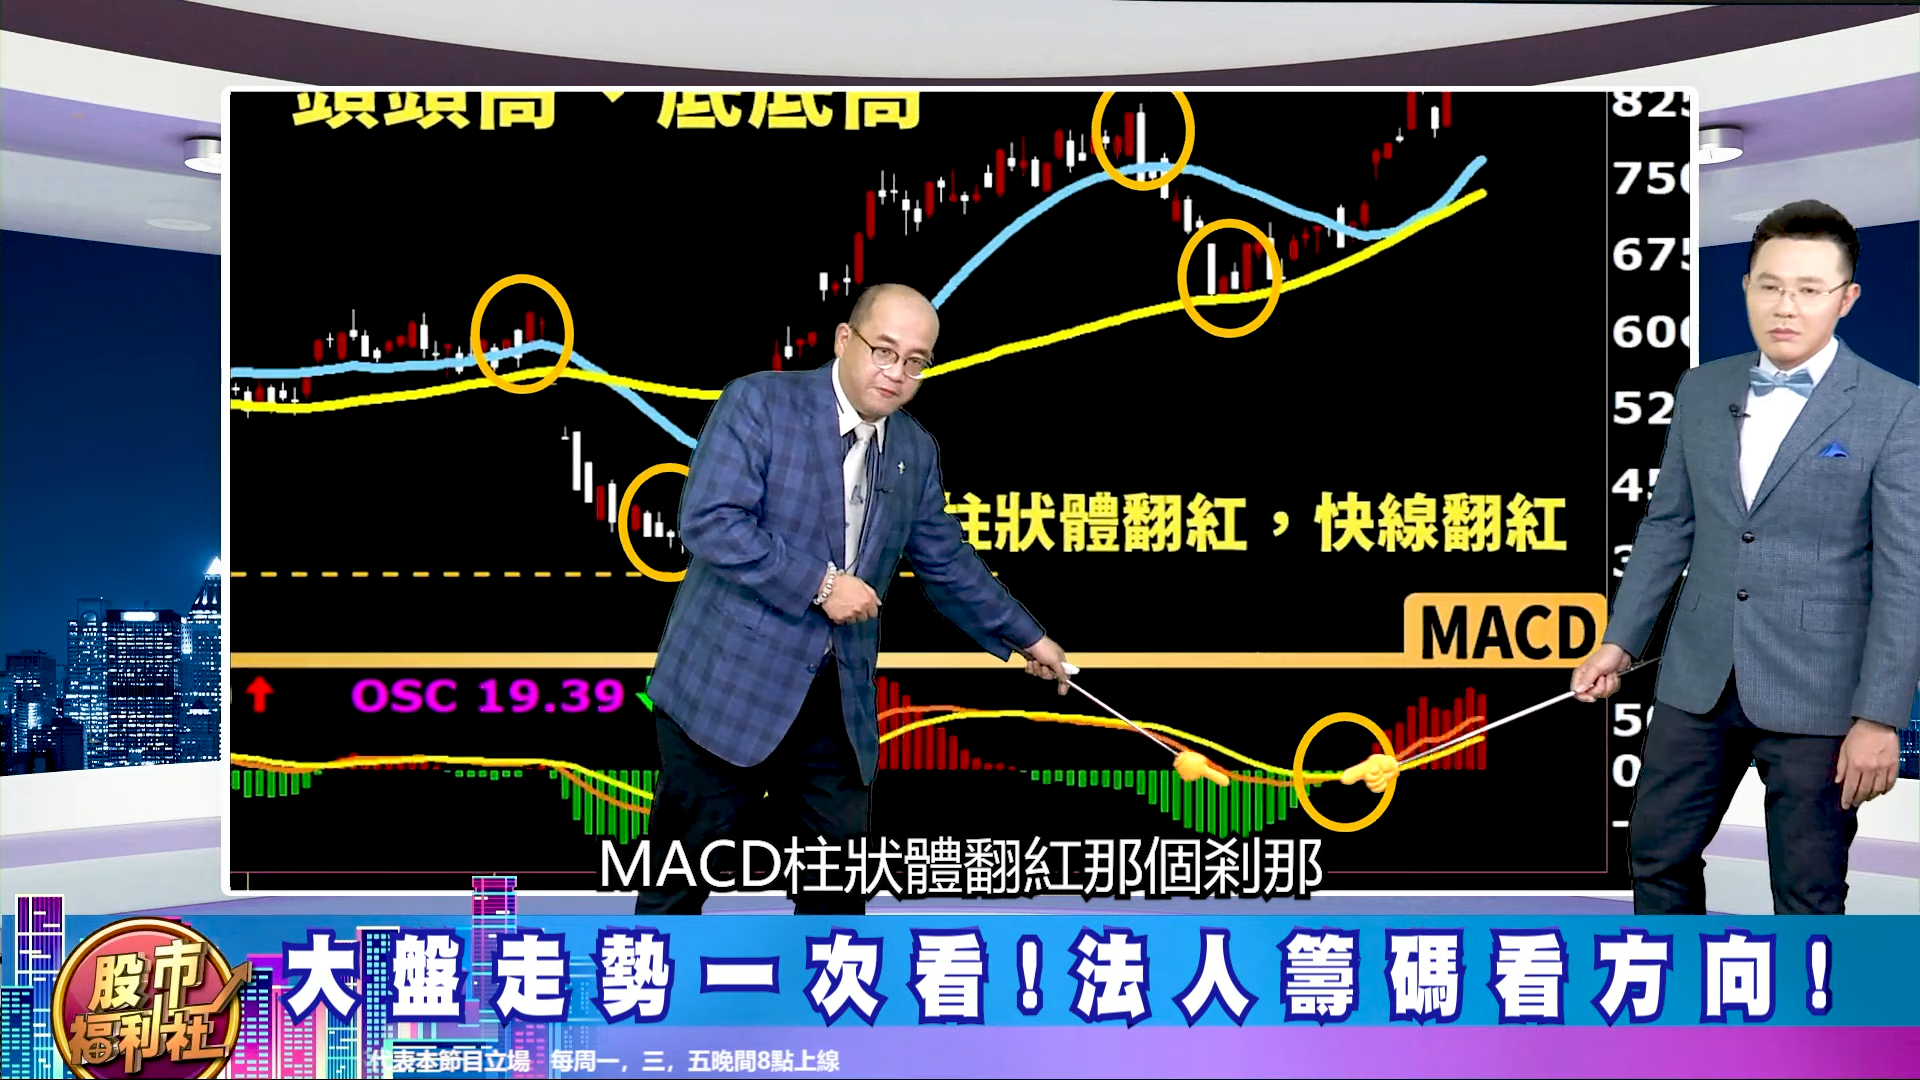 頭頭高、底底高
825
750
675
600
52
45
3
柱狀體翻紅，快線翻紅
MACD
OSC 19.39
50
0
MACD柱狀體翻紅那個剎那
大盤走勢一次看！法人籌碼看方向！
股市
福利社
代表本節目立場 每周一，三，五晚間8點上線